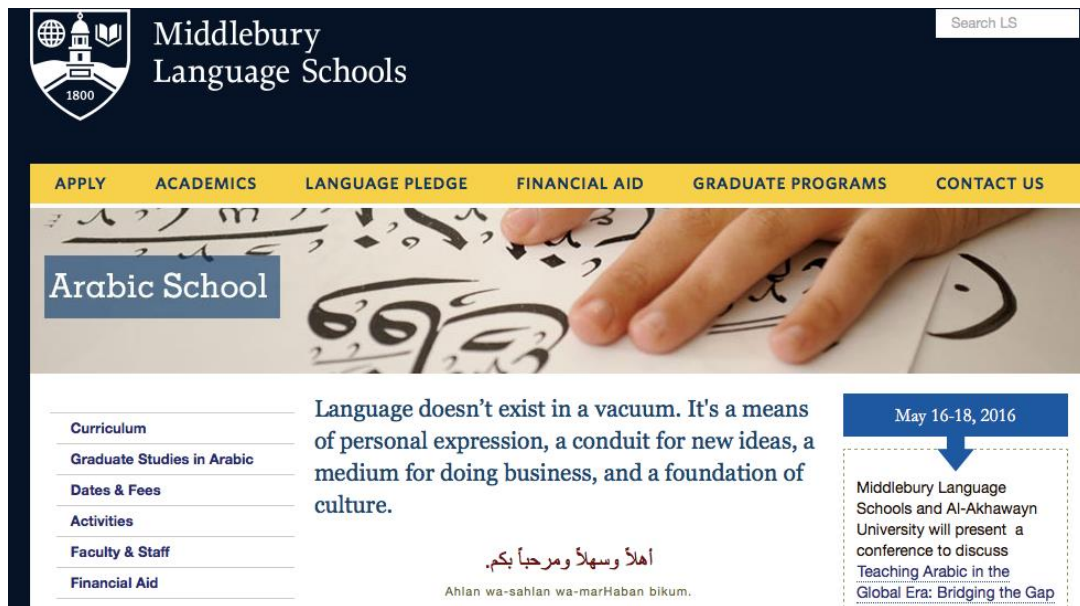 Middlebury
Language Schools
1800
Search LS
APPLY ACADEMICS LANGUAGE PLEDGE FINANCIAL AID GRADUATE PROGRAMS CONTACT US
Arabic School
Curriculum
Graduate Studies in Arabic
Dates & Fees
Activities
Faculty & Staff
Financial Aid
Language doesn't exist in a vacuum. It's a means
of personal expression, a conduit for new ideas, a
medium for doing business, and a foundation of
culture.
أهلاً وسهلاً ومرحباً بكم.
Ahlan wa-sahlan wa-marHaban bikum.
May 16-18, 2016
Middlebury Language
Schools and Al-Akhawayn
University will present a
conference to discuss
Teaching Arabic in the
Global Era: Bridging the Gap